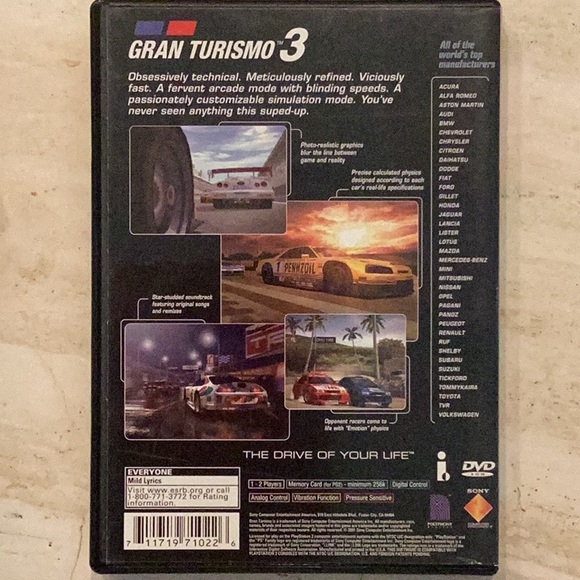 GRAN TURISMO™ 3
Obsessively technical. Meticulously refined. Viciously
fast. A fervent arcade mode with blinding speeds. A
passionately customizable simulation mode. You've
never seen anything this suped-up.
All of the
world's top
manufacturers
ACURA
ALFA ROMEO
ASTON MARTIN
AUDI
BMW
CHEVROLET
CHRYSLER
CITROEN
DAIHATSU
DODGE
FIAT
FORD
GILLET
HONDA
JAGUAR
LANCIA
LISTER
LOTUS
MAZDA
MERCEDES-BENZ
MINI
MITSUBISHI
NISSAN
OPEL
PAGANI
PANOZ
PEUGEOT
RENAULT
RUF
SHELBY
SUBARU
SUZUKI
TICKFORD
TOMMYKAIRA
TOYOTA
TVR
VOLKSWAGEN
Photo-realistic graphics
blur the line between
game and reality
Precise calculated physics
designed according to each
car's real-life specifications
PENNZOIL
Star-studded soundtrack
featuring original songs
and remixes
Opponent racers come to
life with "Emotion" physics
THE DRIVE OF YOUR LIFE™
EVERYONE
Mild Lyrics
Visit www.esrb.org or call
1-800-771-3772 for Rating
Information.
1 - 2 Players
Memory Card (for PS2) - minimum 256k
Digital Control
Analog Control
Vibration Function
Pressure Sensitive
DVD
SONY
7 11719 71022 6